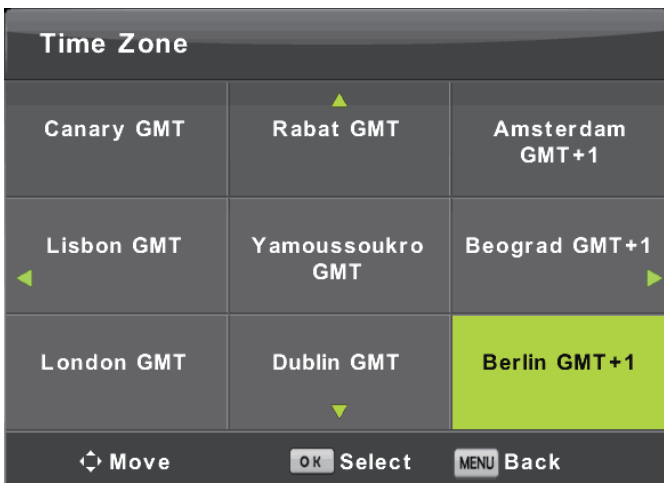 Time Zone
Canary GMT
Rabat GMT
Amsterdam
GMT+1
Lisbon GMT
Yamoussoukro
GMT
Beograd GMT+1
London GMT
Dublin GMT
Berlin GMT+1
Move
OK Select
MENU Back